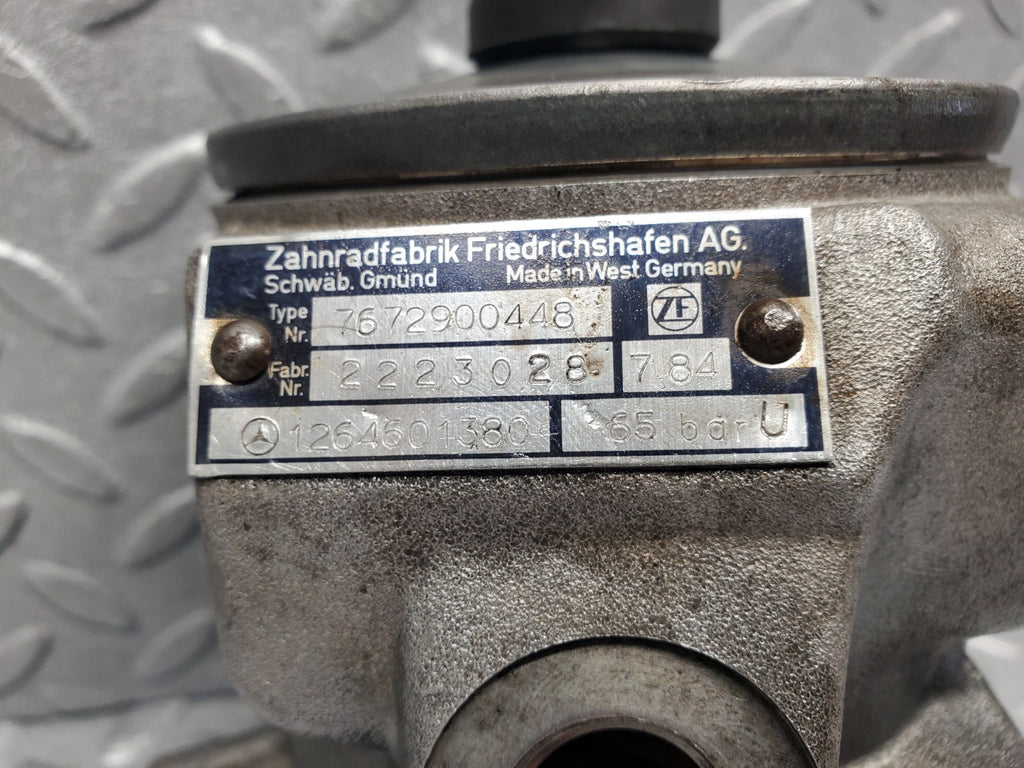 Zahnradfabrik Friedrichshafen AG.
Schwäb. Gmünd Made in West Germany
Type Nr. 7672900448 ZF
Fabr. Nr. 2223028 7.84
1264601380 65 bar U